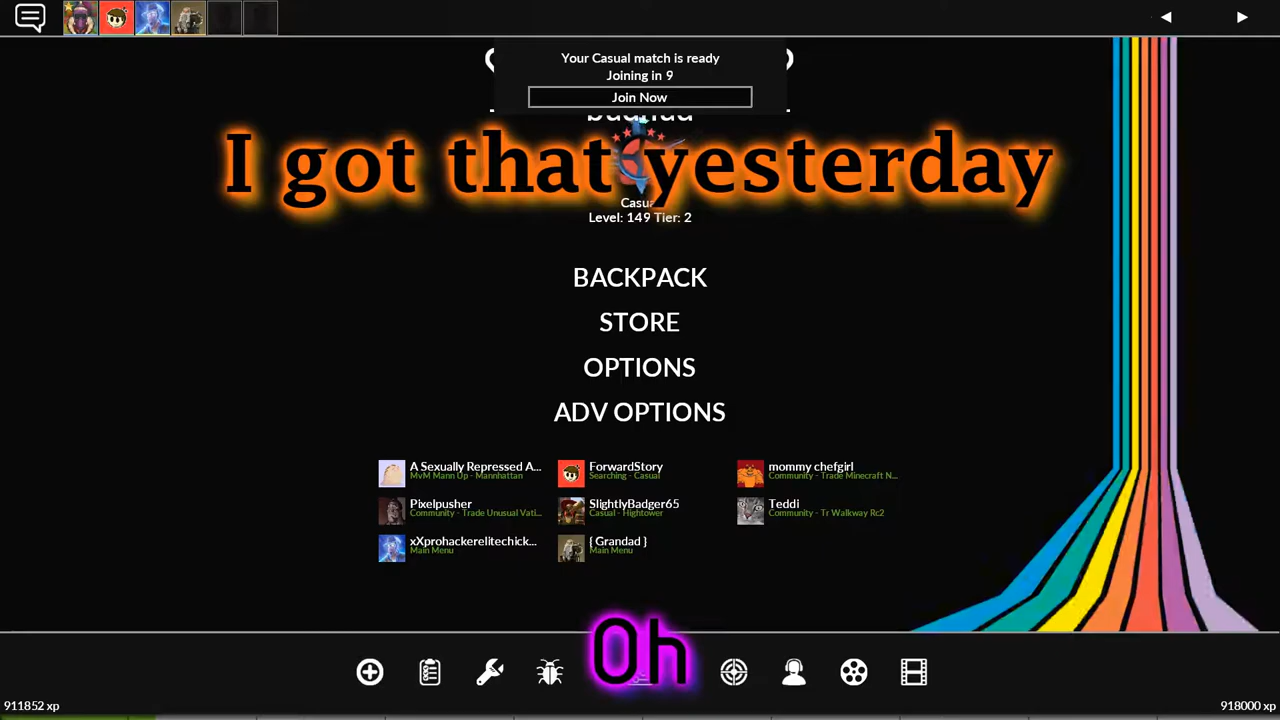 Your Casual match is ready
Joining in 9
Join Now
I got that yesterday
Level: 149 Tier: 2
BACKPACK
STORE
OPTIONS
ADV OPTIONS
A Sexually Repressed A...
MvM Mann Up - Mannhattan
ForwardStory
Searching - Casual
mommy chefgirl
Community - Trade Minecraft N...
Pixelpusher
Community - Trade Unusual Vati...
SlightlyBadger65
Casual - Hightower
Teddi
Community - Tr Walkway Rc2
xXprohackerelitechick...
Main Menu
{ Grandad }
Main Menu
Oh
911852 xp
918000 xp